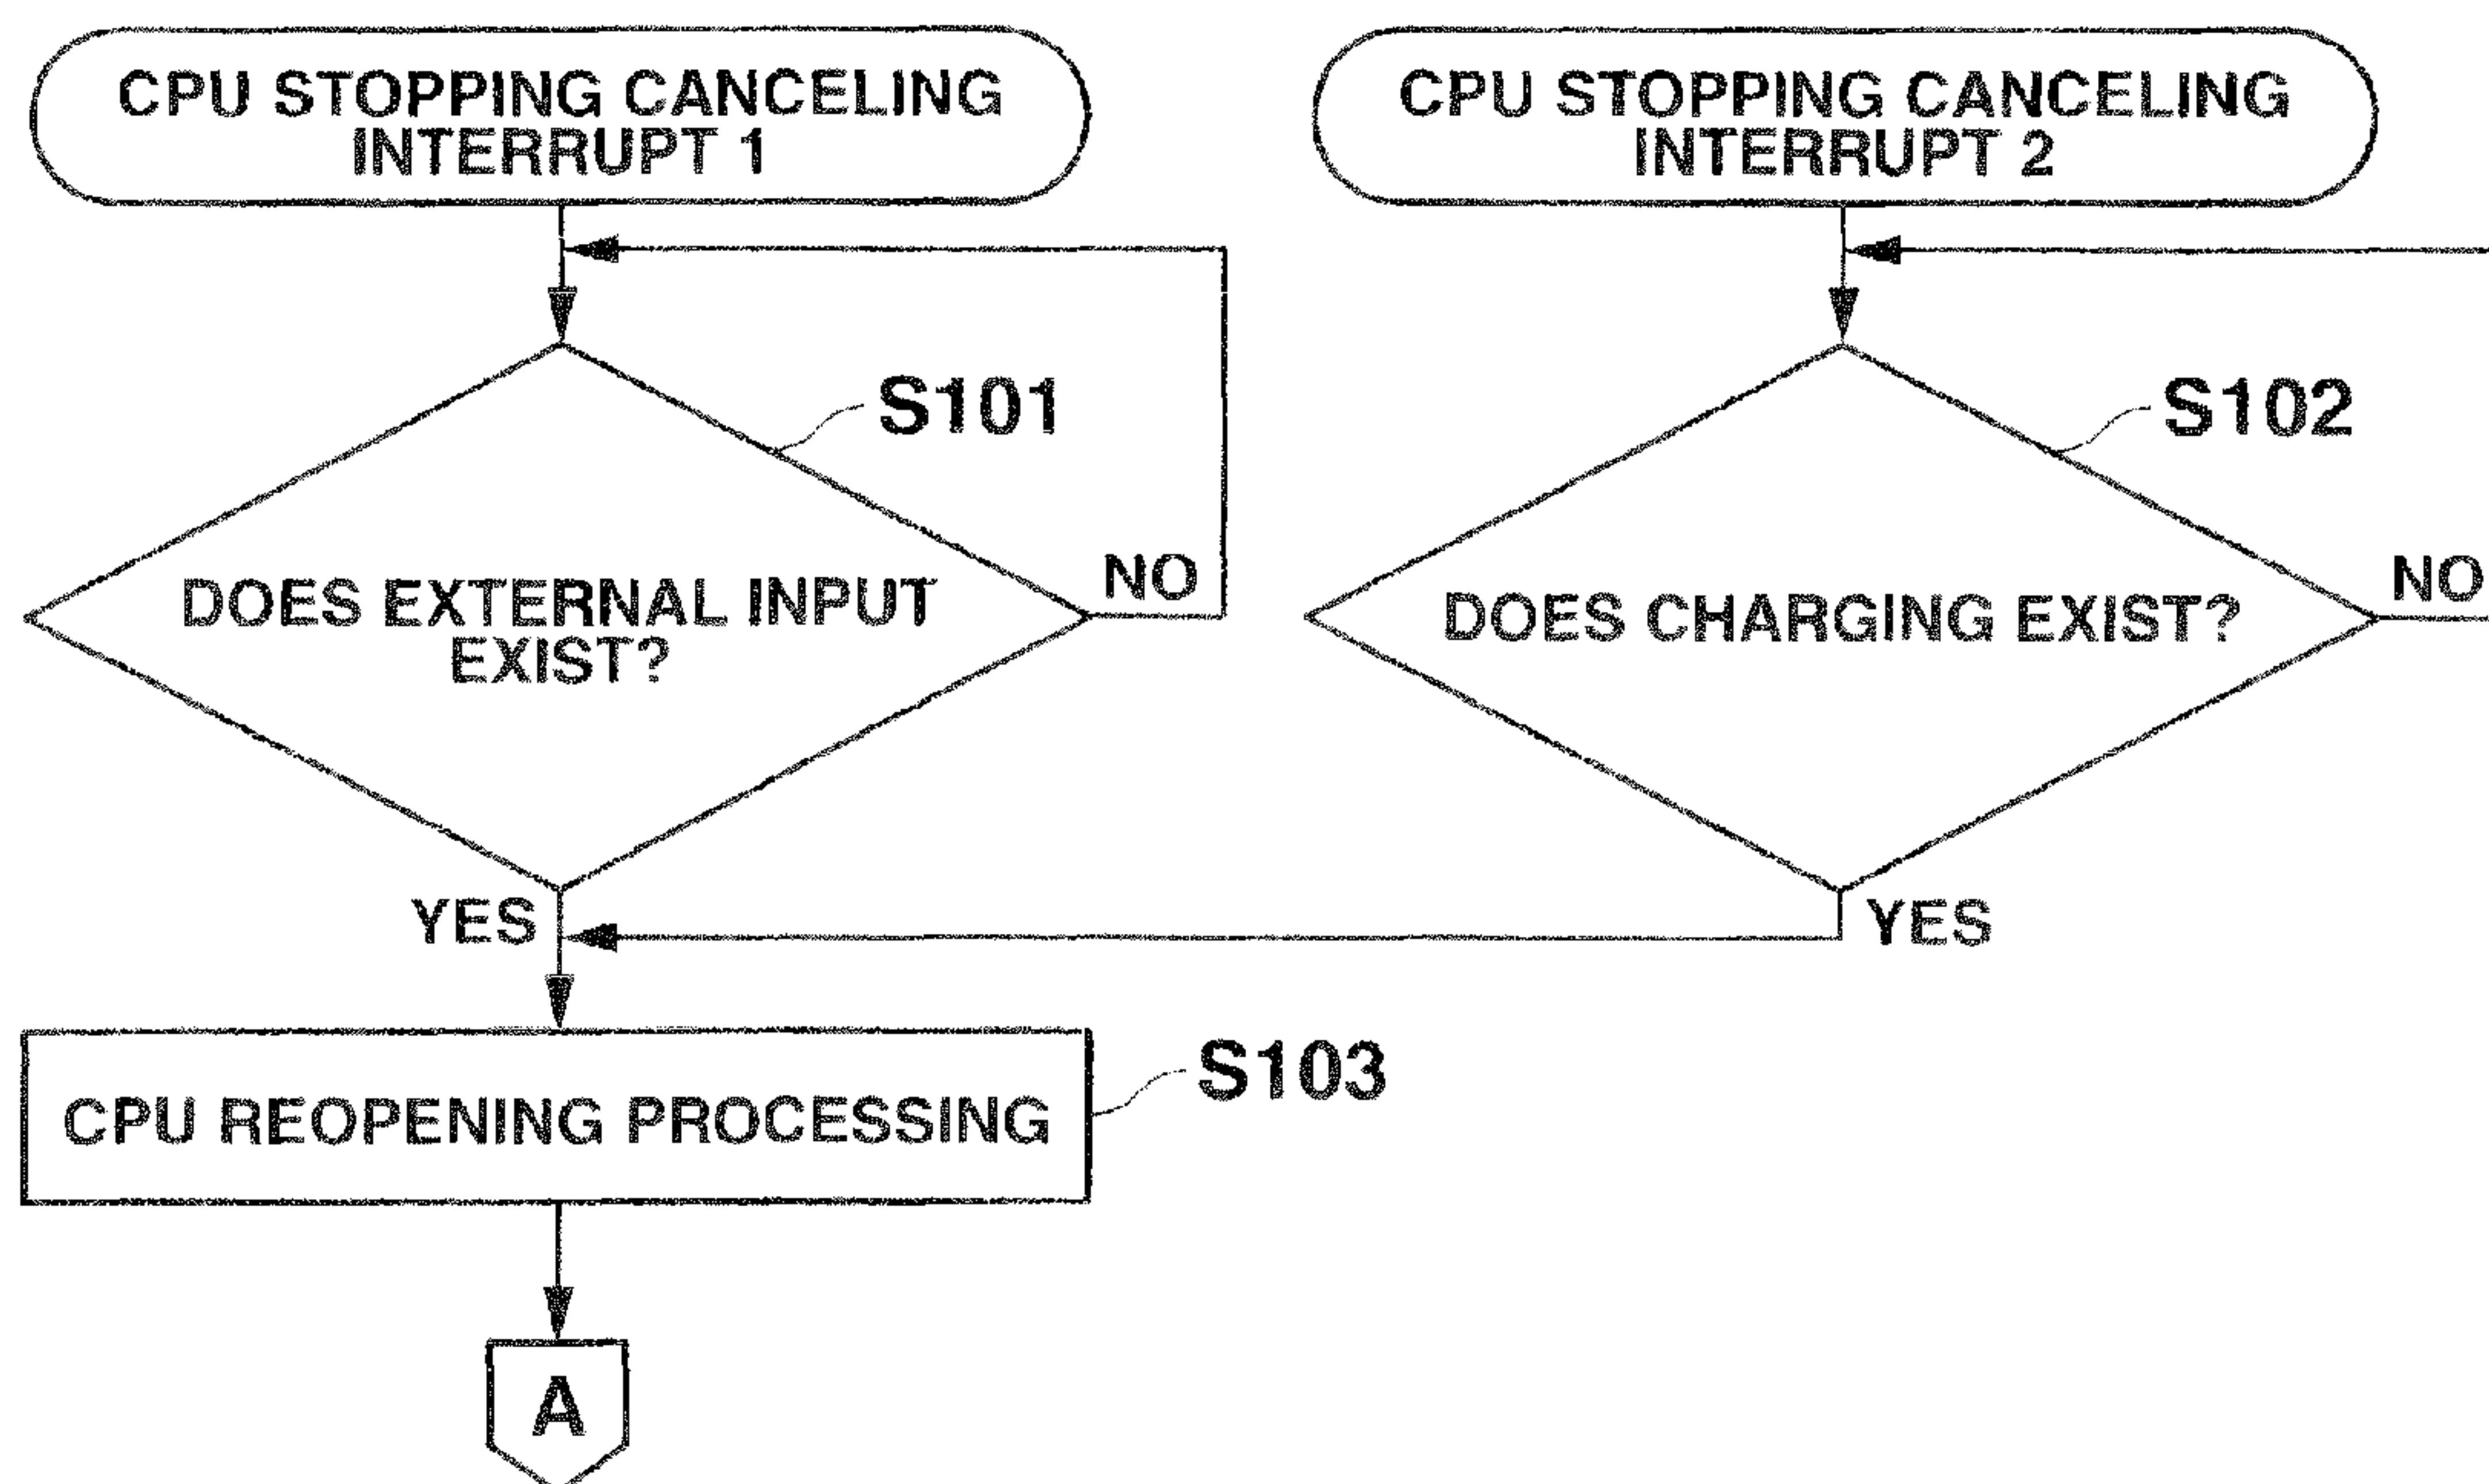 CPU STOPPING CANCELING
INTERRUPT 1
CPU STOPPING CANCELING
INTERRUPT 2
S101
S102
DOES EXTERNAL INPUT
EXIST?
NO
DOES CHARGING EXIST?
NO
YES
YES
CPU REOPENING PROCESSING
S103
A